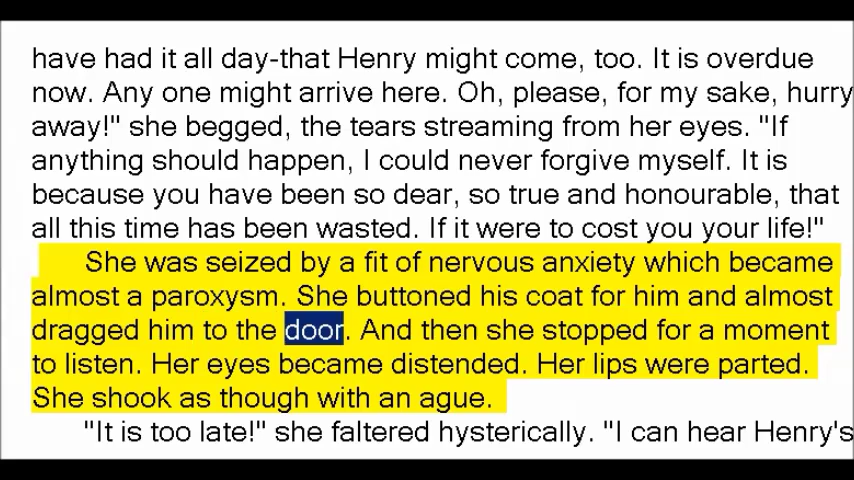 have had it all day-that Henry might come, too. It is overdue
now. Any one might arrive here. Oh, please, for my sake, hurry
away!" she begged, the tears streaming from her eyes. "If
anything should happen, I could never forgive myself. It is
because you have been so dear, so true and honourable, that
all this time has been wasted. If it were to cost you your life!"
She was seized by a fit of nervous anxiety which became
almost a paroxysm. She buttoned his coat for him and almost
dragged him to the door. And then she stopped for a moment
to listen. Her eyes became distended. Her lips were parted.
She shook as though with an ague.
"It is too late!" she faltered hysterically. "I can hear Henry's